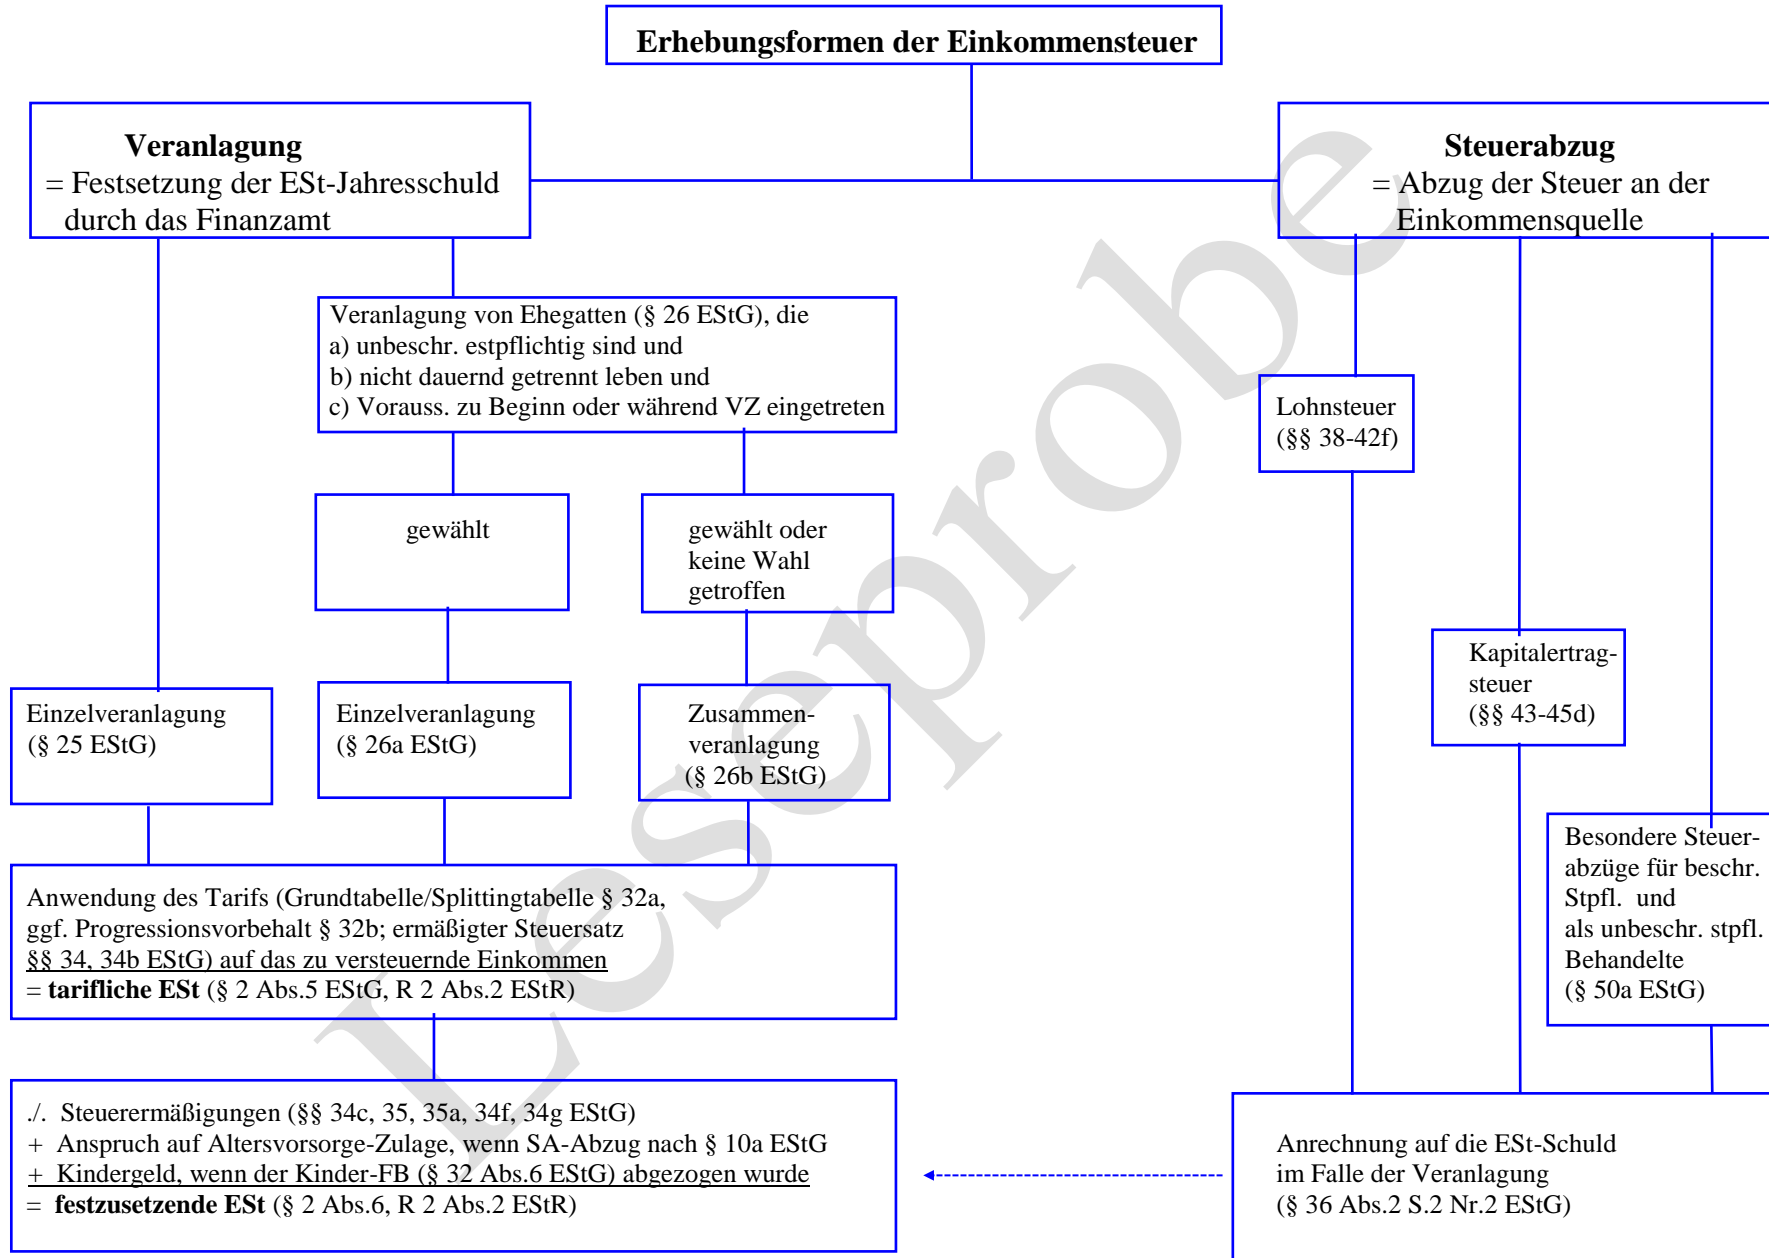 Erhebungsformen der Einkommensteuer
Veranlagung
= Festsetzung der ESt-Jahresschuld
durch das Finanzamt
Steuerabzug
= Abzug der Steuer an der
Einkommensquelle
Veranlagung von Ehegatten (§ 26 EStG), die
a) unbeschr. estpflichtig sind und
b) nicht dauernd getrennt leben und
c) Vorauss. zu Beginn oder während VZ eingetreten
Lohnsteuer
(§§ 38-42f)
gewählt
gewählt oder
keine Wahl
getroffen
Kapitalertrag-
steuer
(§§ 43-45d)
Einzelveranlagung
(§ 25 EStG)
Einzelveranlagung
(§ 26a EStG)
Zusammen-
veranlagung
(§ 26b EStG)
Besondere Steuer-
abzüge für beschr.
Stpfl. und
als unbeschr. stpfl.
Behandelte
(§ 50a EStG)
Anwendung des Tarifs (Grundtabelle/Splittingtabelle § 32a,
ggf. Progressionsvorbehalt § 32b; ermäßigter Steuersatz
§§ 34, 34b EStG) auf das zu versteuernde Einkommen
= tarifliche ESt (§ 2 Abs.5 EStG, R 2 Abs.2 EStR)
./. Steuerermäßigungen (§§ 34c, 35, 35a, 34f, 34g EStG)
+ Anspruch auf Altersvorsorge-Zulage, wenn SA-Abzug nach § 10a EStG
+ Kindergeld, wenn der Kinder-FB (§ 32 Abs.6 EStG) abgezogen wurde
= festzusetzende ESt (§ 2 Abs.6, R 2 Abs.2 EStR)
Anrechnung auf die ESt-Schuld
im Falle der Veranlagung
(§ 36 Abs.2 S.2 Nr.2 EStG)
Leseprobe